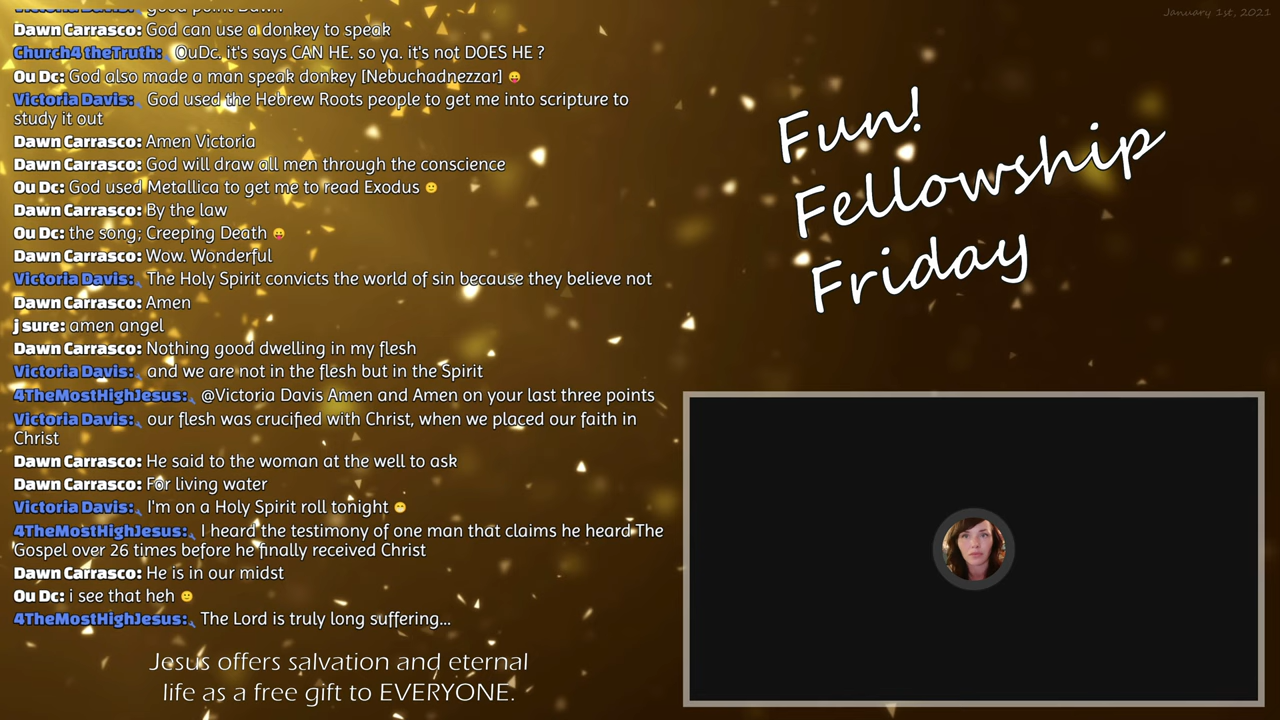 Victoria Davis: good point Dawn
Dawn Carrasco: God can use a donkey to speak
Church4theTruth: OuDc. it's says CAN HE. so ya. it's not DOES HE ?
Ou Dc: God also made a man speak donkey [Nebuchadnezzar] 😛
Victoria Davis: God used the Hebrew Roots people to get me into scripture to
study it out
Dawn Carrasco: Amen Victoria
Dawn Carrasco: God will draw all men through the conscience
Ou Dc: God used Metallica to get me to read Exodus 🙂
Dawn Carrasco: By the law
Ou Dc: the song; Creeping Death 😛
Dawn Carrasco: Wow. Wonderful
Victoria Davis: The Holy Spirit convicts the world of sin because they believe not
Dawn Carrasco: Amen
j sure: amen angel
Dawn Carrasco: Nothing good dwelling in my flesh
Victoria Davis: and we are not in the flesh but in the Spirit
4TheMostHighJesus: @Victoria Davis Amen and Amen on your last three points
Victoria Davis: our flesh was crucified with Christ, when we placed our faith in
Christ
Dawn Carrasco: He said to the woman at the well to ask
Dawn Carrasco: For living water
Victoria Davis: I'm on a Holy Spirit roll tonight 😁
4TheMostHighJesus: I heard the testimony of one man that claims he heard The
Gospel over 26 times before he finally received Christ
Dawn Carrasco: He is in our midst
Ou Dc: i see that heh 🙂
4TheMostHighJesus: The Lord is truly long suffering...
Jesus offers salvation and eternal
life as a free gift to EVERYONE.
January 1st, 2021
Fun!
Fellowship
Friday